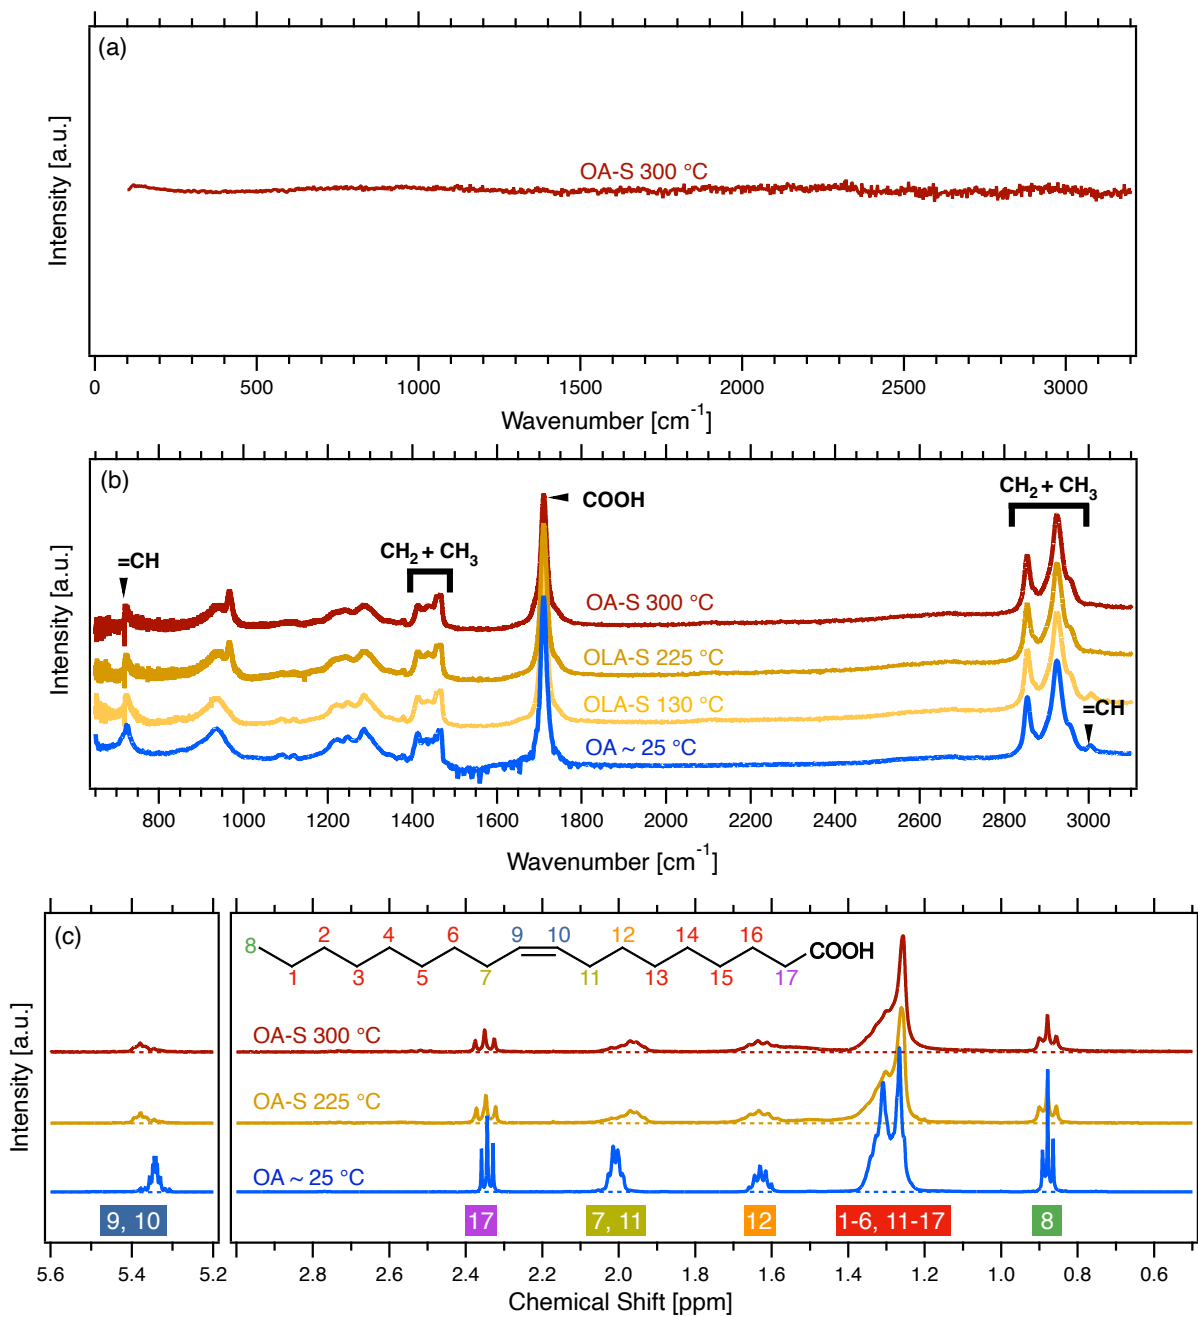 (a)
OA-S 300 °C
Intensity [a.u.]
0 500 1000 1500 2000 2500 3000
Wavenumber [cm⁻¹]
(b)
COOH
CH₂ + CH₃
=CH
CH₂ + CH₃
OA-S 300 °C
OLA-S 225 °C
OLA-S 130 °C
=CH
OA ~ 25 °C
Intensity [a.u.]
800 1000 1200 1400 1600 1800 2000 2200 2400 2600 2800 3000
Wavenumber [cm⁻¹]
(c)
2 4 6 9 10 12 14 16
8 COOH
1 3 5 7 11 13 15 17
OA-S 300 °C
OA-S 225 °C
OA ~ 25 °C
Intensity [a.u.]
9, 10 17 7, 11 12 1-6, 11-17 8
5.6 5.4 5.2 2.8 2.6 2.4 2.2 2.0 1.8 1.6 1.4 1.2 1.0 0.8 0.6
Chemical Shift [ppm]